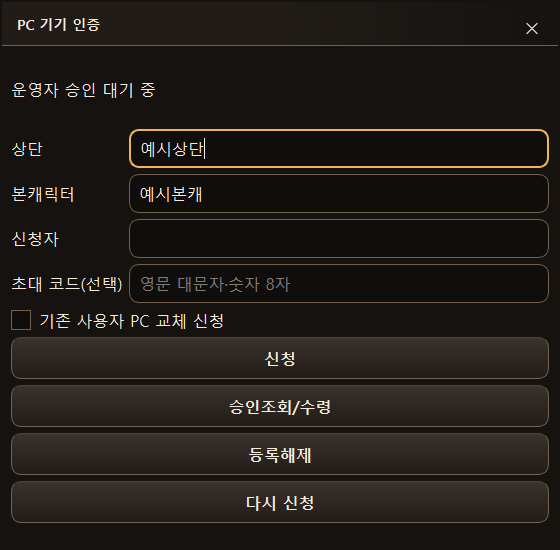 PC 기기 인증
운영자 승인 대기 중
상단 예시상단
본캐릭터 예시본캐
신청자
초대 코드(선택) 영문 대문자·숫자 8자
기존 사용자 PC 교체 신청
신청
승인조회/수령
등록해제
다시 신청